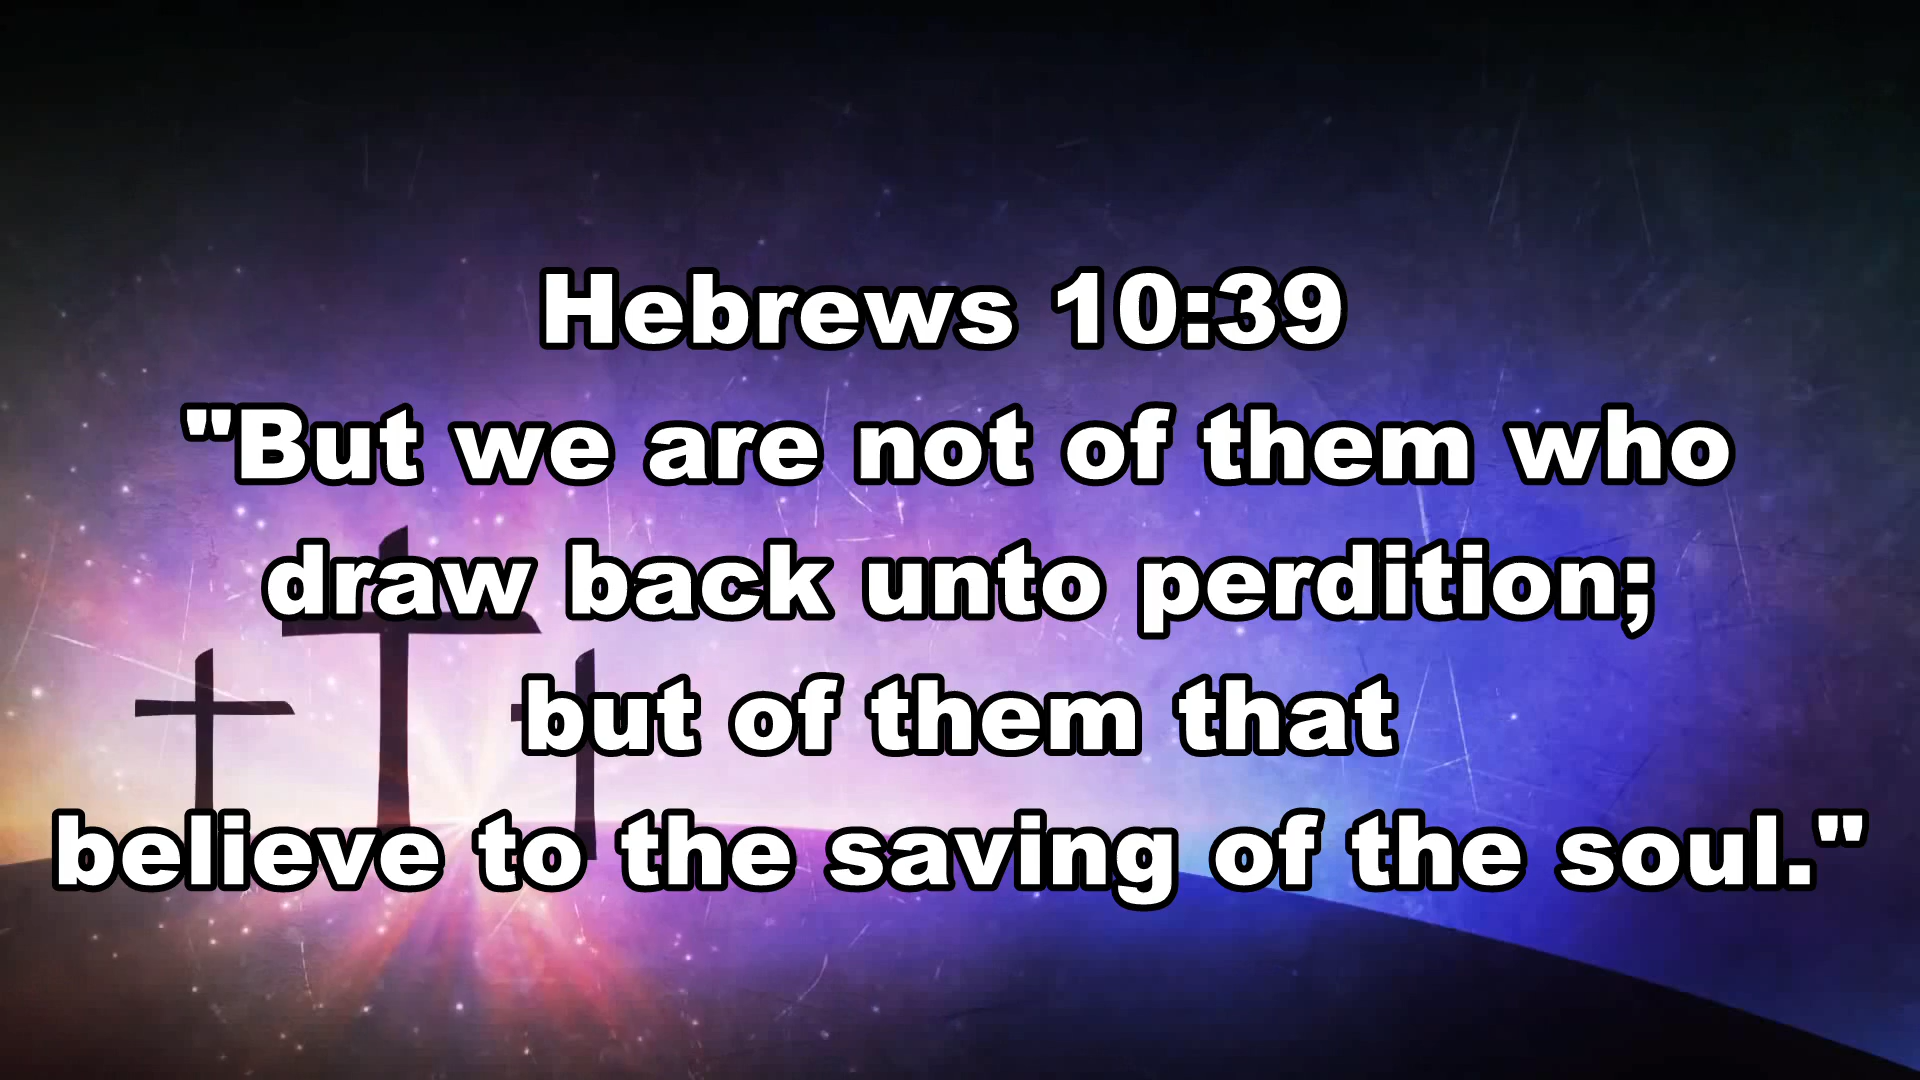 Hebrews 10:39
"But we are not of them who
draw back unto perdition;
but of them that
believe to the saving of the soul."